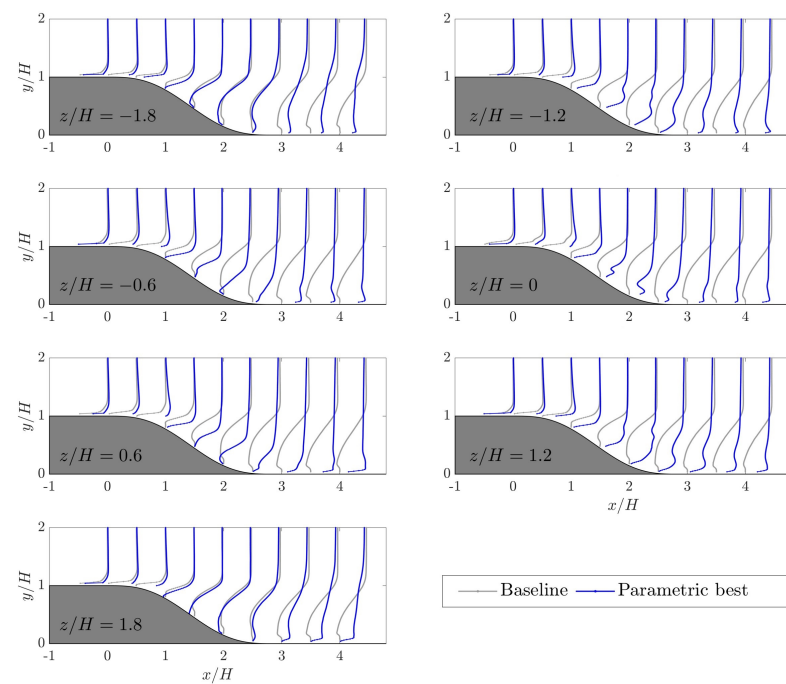 2
1
0
y/H
z/H = −1.8
-1 0 1 2 3 4
2
1
0
z/H = −1.2
-1 0 1 2 3 4
2
1
0
y/H
z/H = −0.6
-1 0 1 2 3 4
2
1
0
z/H = 0
-1 0 1 2 3 4
2
1
0
y/H
z/H = 0.6
-1 0 1 2 3 4
2
1
0
z/H = 1.2
-1 0 1 2 3 4
x/H
2
1
0
y/H
z/H = 1.8
-1 0 1 2 3 4
x/H
Baseline Parametric best